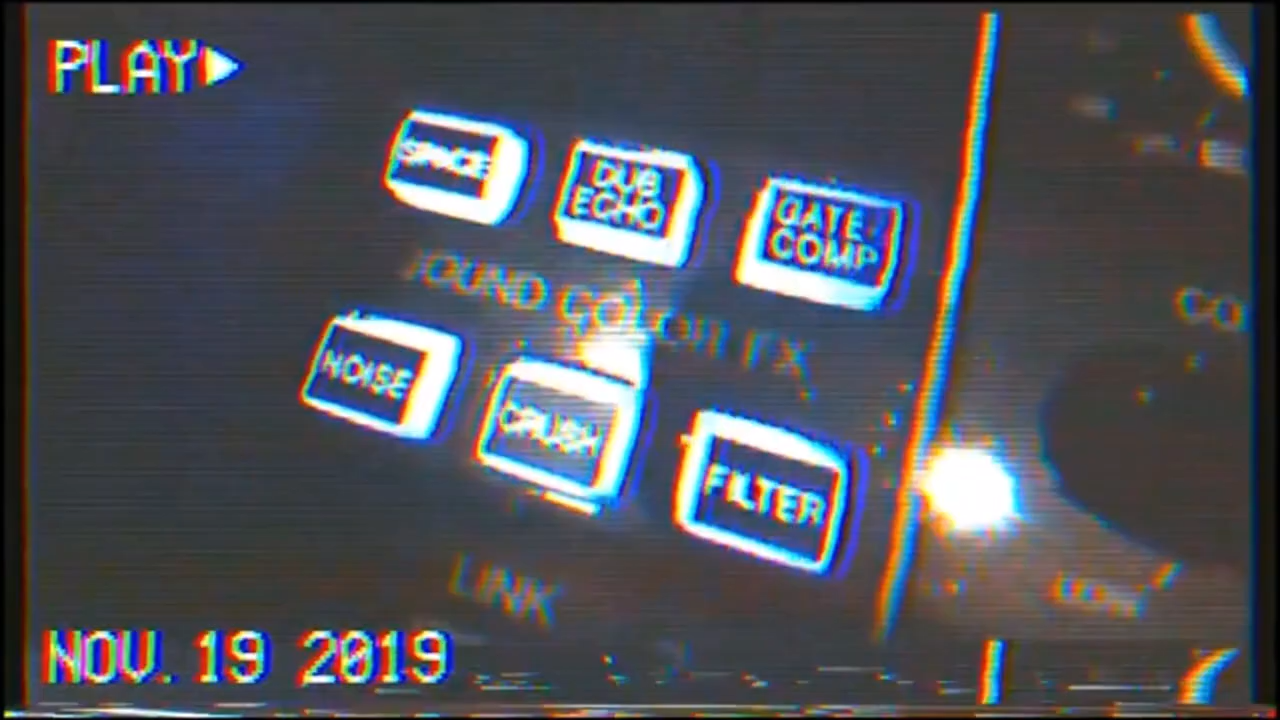 PLAY
SPACE
DUB
ECHO
GATE/
COMP
SOUND COLOR FX
NOISE
CRUSH
FILTER
LINK
NOV. 19 2019